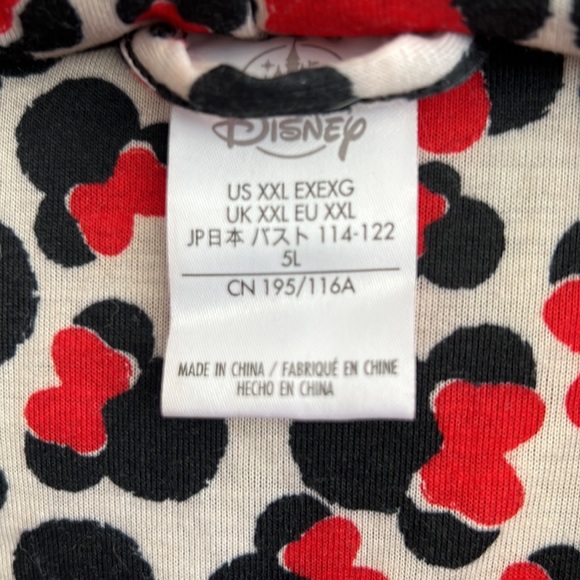 Disney
US XXL EXEXG
UK XXL EU XXL
JP日本 バスト 114-122
5L
CN 195/116A
MADE IN CHINA / FABRIQUÉ EN CHINE
HECHO EN CHINA